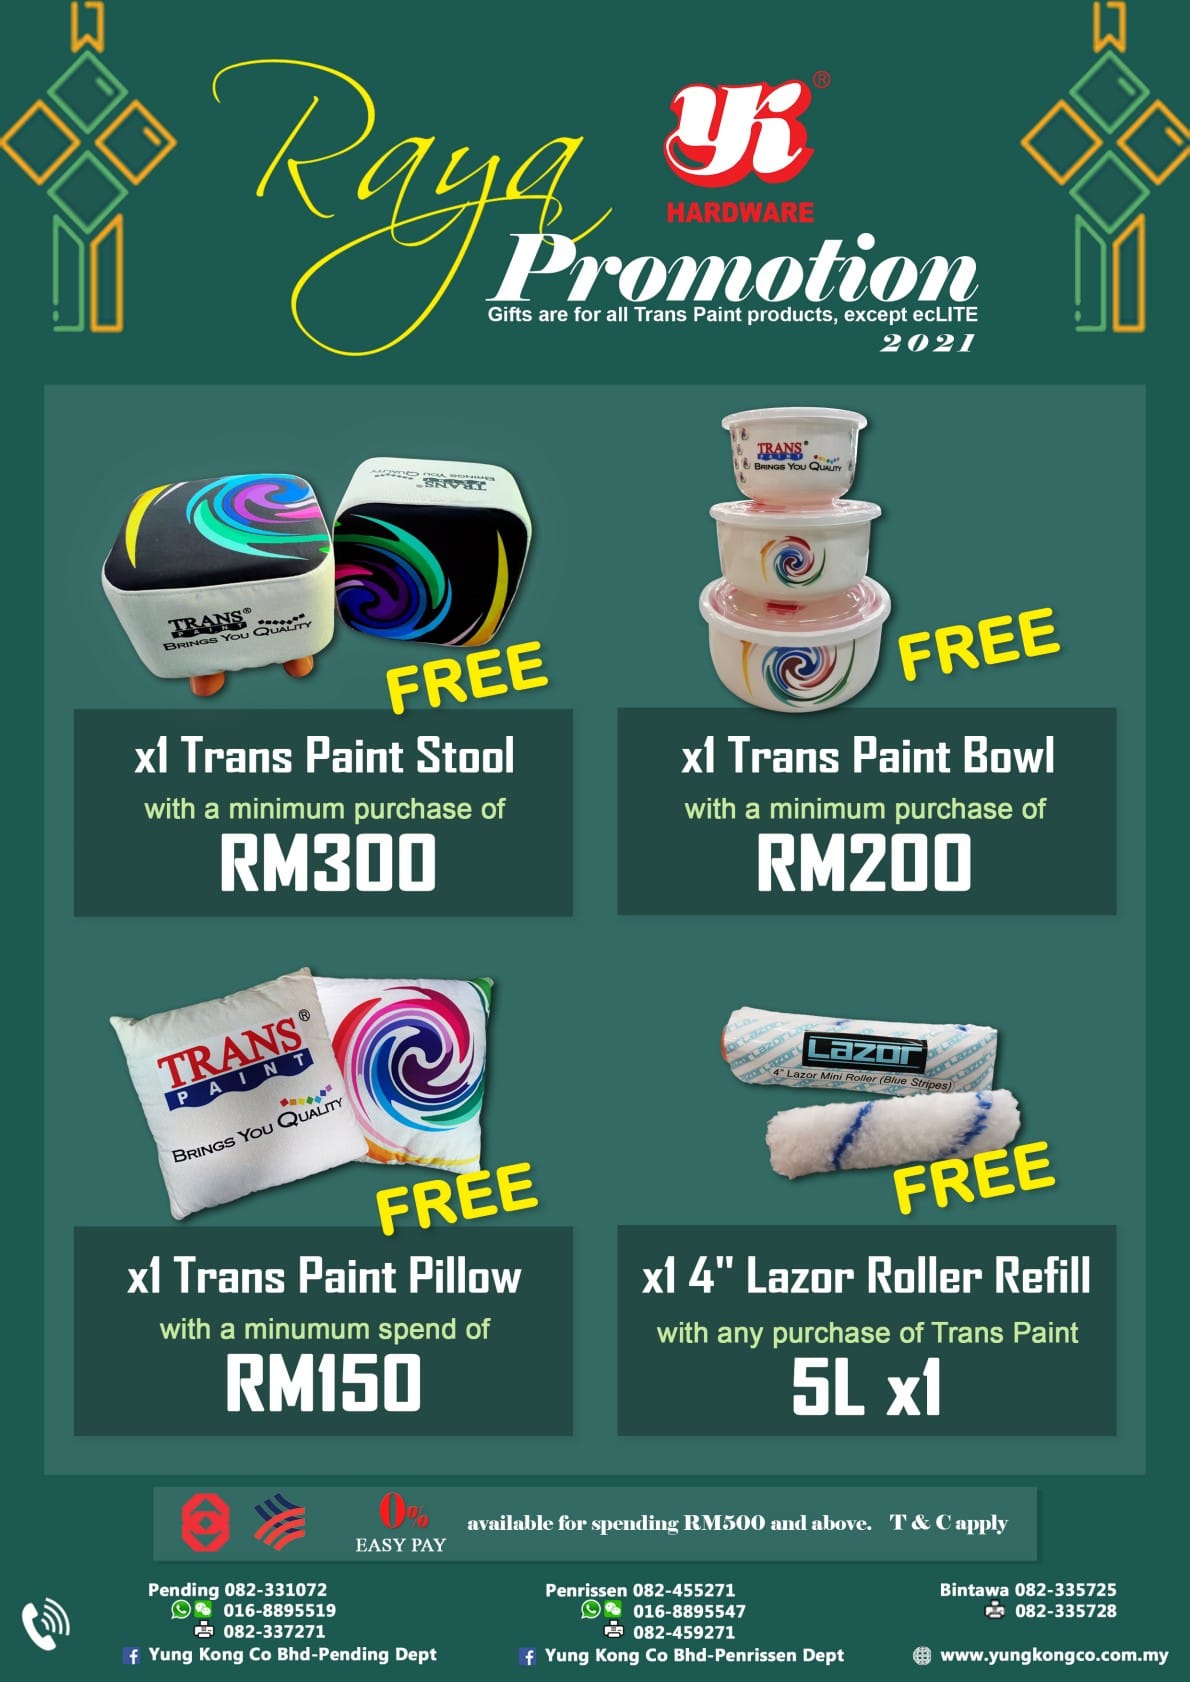 Raya
YK®
HARDWARE
Promotion
Gifts are for all Trans Paint products, except ecLITE
2021
TRANS®
PAINT
BRINGS YOU QUALITY
TRANS®
PAINT
BRINGS YOU QUALITY
FREE
x1 Trans Paint Stool
with a minimum purchase of
RM300
TRANS®
PAINT
BRINGS YOU QUALITY
FREE
x1 Trans Paint Bowl
with a minimum purchase of
RM200
TRANS®
PAINT
BRINGS YOU QUALITY
FREE
x1 Trans Paint Pillow
with a minumum spend of
RM150
Lazor
4" Lazor Mini Roller (Blue Stripes)
FREE
x1 4" Lazor Roller Refill
with any purchase of Trans Paint
5L x1
0%
EASY PAY
available for spending RM500 and above. T & C apply
Pending 082-331072
016-8895519
082-337271
Yung Kong Co Bhd-Pending Dept
Penrissen 082-455271
016-8895547
082-459271
Yung Kong Co Bhd-Penrissen Dept
Bintawa 082-335725
082-335728
www.yungkongco.com.my